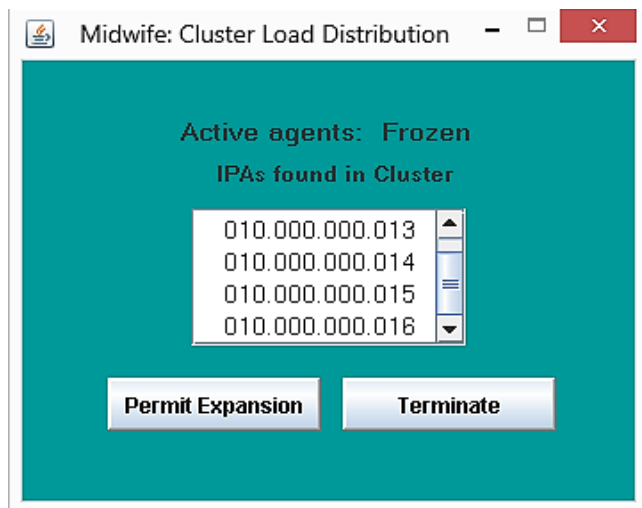 Midwife: Cluster Load Distribution
Active agents: Frozen
IPAs found in Cluster
010.000.000.013
010.000.000.014
010.000.000.015
010.000.000.016
Permit Expansion Terminate